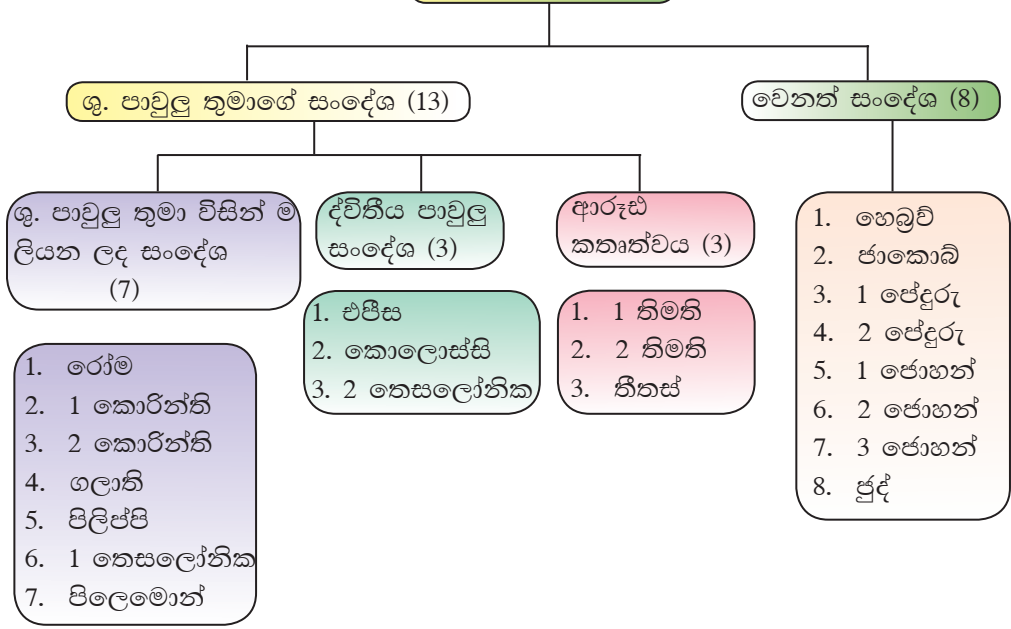 ශු. පාවුලු තුමාගේ සංදේශ (13)
වෙනත් සංදේශ (8)
ශු. පාවුලු තුමා විසින් ම
ලියන ලද සංදේශ
(7)
ද්විතීය පාවුලු
සංදේශ (3)
ආරූඪ
කතෘත්වය (3)
1. රෝම
2. 1 කොරින්ති
3. 2 කොරින්ති
4. ගලාති
5. පිලිප්පි
6. 1 තෙසලෝනික
7. පිලෙමොන්
1. එපීස
2. කොලොස්සි
3. 2 තෙසලෝනික
1. 1 තිමති
2. 2 තිමති
3. තීතස්
1. හෙබ්‍රව්
2. ජාකොබ්
3. 1 පේදුරු
4. 2 පේදුරු
5. 1 ජොහන්
6. 2 ජොහන්
7. 3 ජොහන්
8. ජුද්